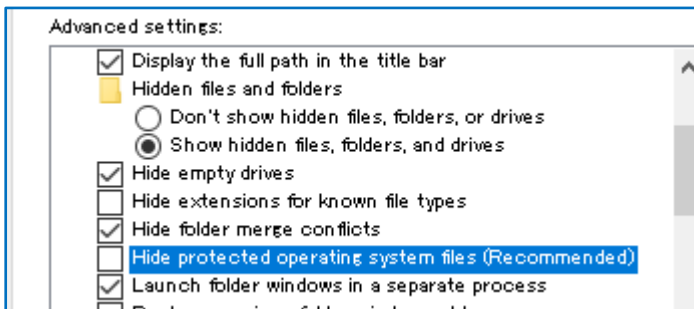 Advanced settings:
Display the full path in the title bar
Hidden files and folders
Don't show hidden files, folders, or drives
Show hidden files, folders, and drives
Hide empty drives
Hide extensions for known file types
Hide folder merge conflicts
Hide protected operating system files (Recommended)
Launch folder windows in a separate process